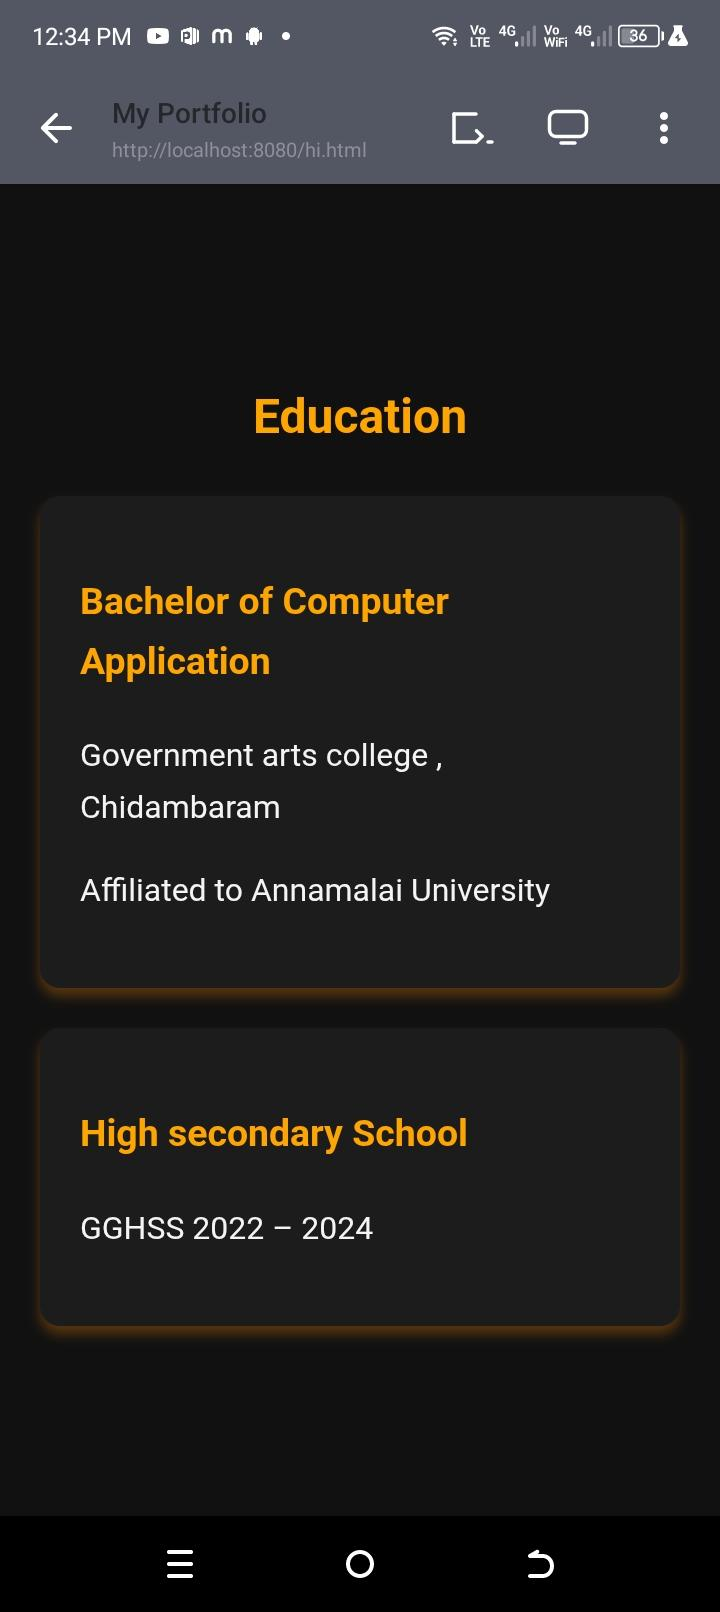 12:34 PM
Vo LTE 4G Vo WiFi 4G 36
My Portfolio
http://localhost:8080/hi.html
Education
Bachelor of Computer
Application
Government arts college ,
Chidambaram
Affiliated to Annamalai University
High secondary School
GGHSS 2022 – 2024